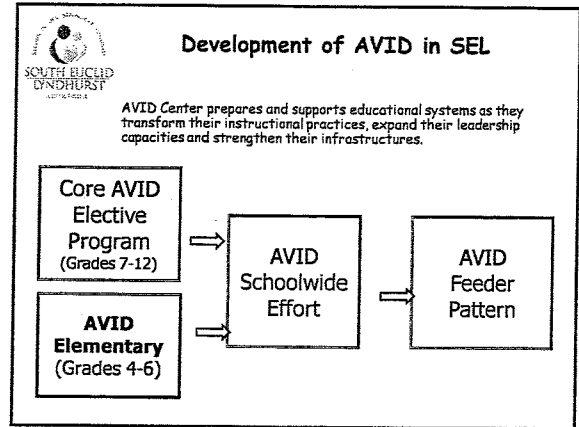 Development of AVID in SEL
SOUTH EUCLID
LYNDHURST
AVID Center prepares and supports educational systems as they
transform their instructional practices, expand their leadership
capacities and strengthen their infrastructures.
Core AVID
Elective
Program
(Grades 7-12)
AVID
Elementary
(Grades 4-6)
AVID
Schoolwide
Effort
AVID
Feeder
Pattern